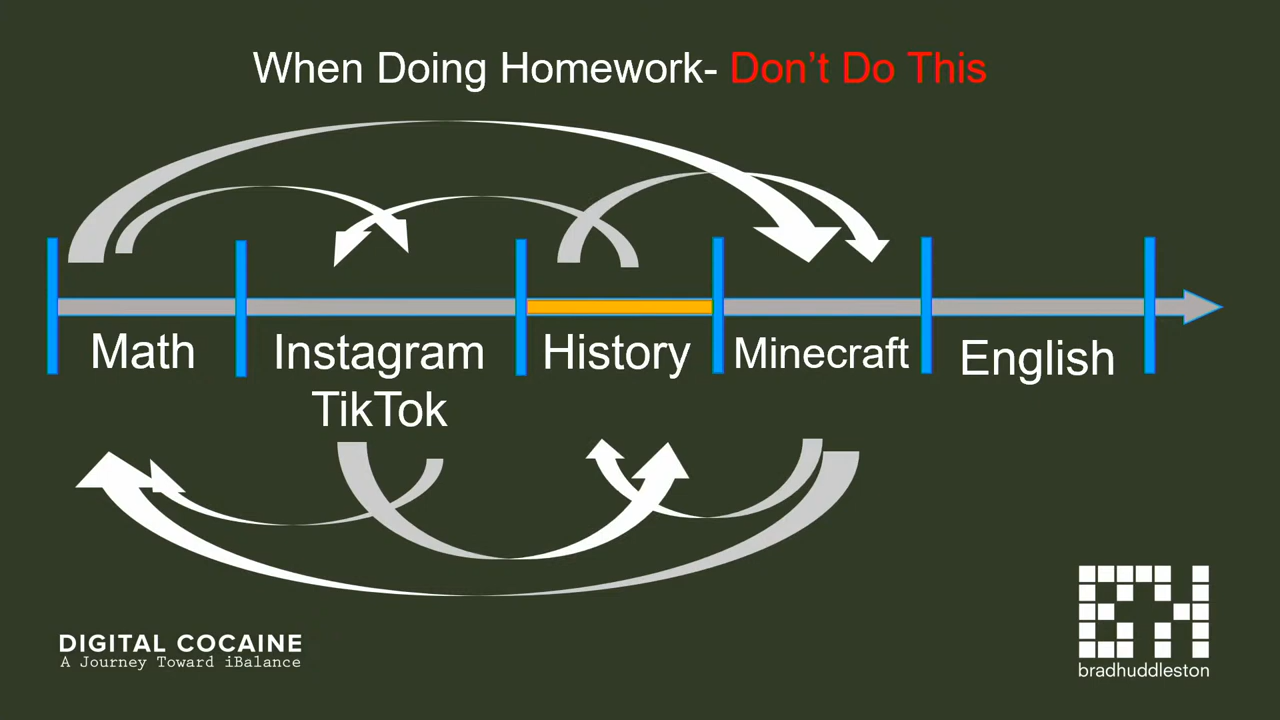 When Doing Homework- Don't Do This
Math
Instagram
TikTok
History
Minecraft
English
DIGITAL COCAINE
A Journey Toward iBalance
bradhuddleston